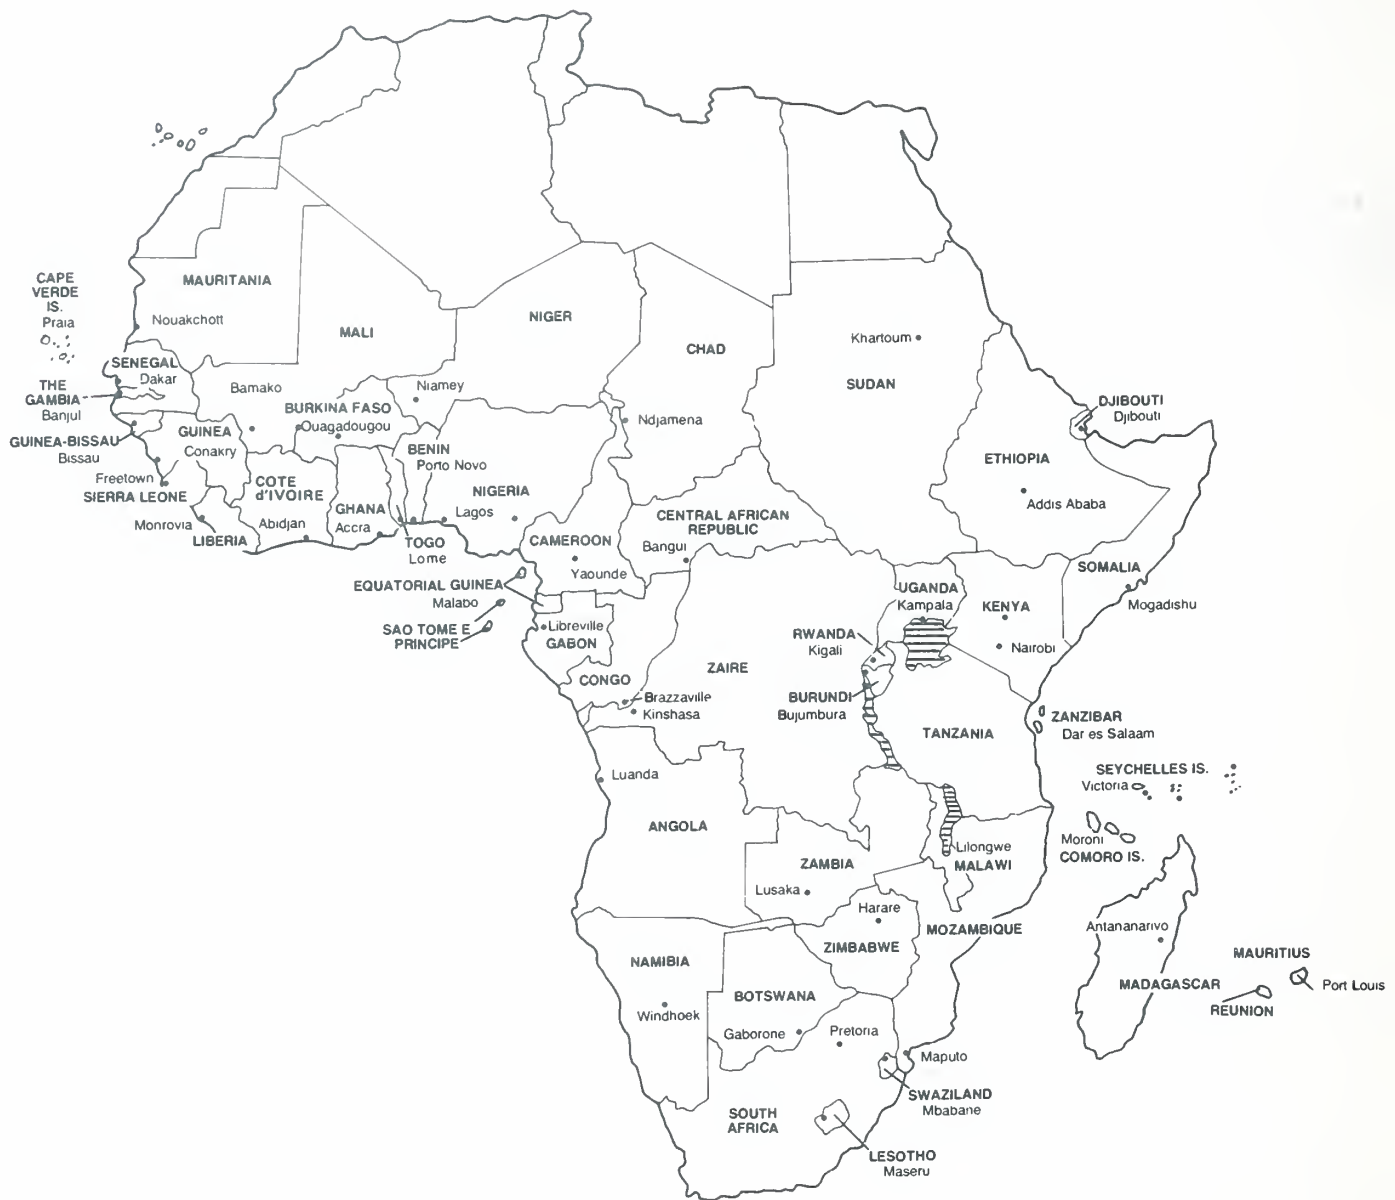 MAURITANIA
Nouakchott
CAPE
VERDE
IS.
Praia
MALI
NIGER
CHAD
Khartoum
SUDAN
SENEGAL
Dakar
THE
GAMBIA
Banjul
Bamako
Niamey
BURKINA FASO
Ouagadougou
Ndjamena
DJIBOUTI
Djibouti
GUINEA-BISSAU
Bissau
GUINEA
Conakry
BENIN
Porto Novo
ETHIOPIA
Addis Ababa
Freetown
SIERRA LEONE
COTE
d'IVOIRE
GHANA
Accra
NIGERIA
Lagos
Monrovia
LIBERIA
Abidjan
TOGO
Lome
CAMEROON
Yaounde
CENTRAL AFRICAN
REPUBLIC
Bangui
EQUATORIAL GUINEA
Malabo
SAO TOME E
PRINCIPE
Libreville
GABON
CONGO
Brazzaville
Kinshasa
ZAIRE
UGANDA
Kampala
KENYA
Nairobi
SOMALIA
Mogadishu
RWANDA
Kigali
BURUNDI
Bujumbura
TANZANIA
ZANZIBAR
Dar es Salaam
SEYCHELLES IS.
Victoria
Luanda
ANGOLA
ZAMBIA
Lusaka
Lilongwe
MALAWI
Moroni
COMORO IS.
Harare
ZIMBABWE
MOZAMBIQUE
Antananarivo
MADAGASCAR
MAURITIUS
Port Louis
REUNION
NAMIBIA
Windhoek
BOTSWANA
Gaborone
Pretoria
Maputo
SWAZILAND
Mbabane
SOUTH
AFRICA
LESOTHO
Maseru